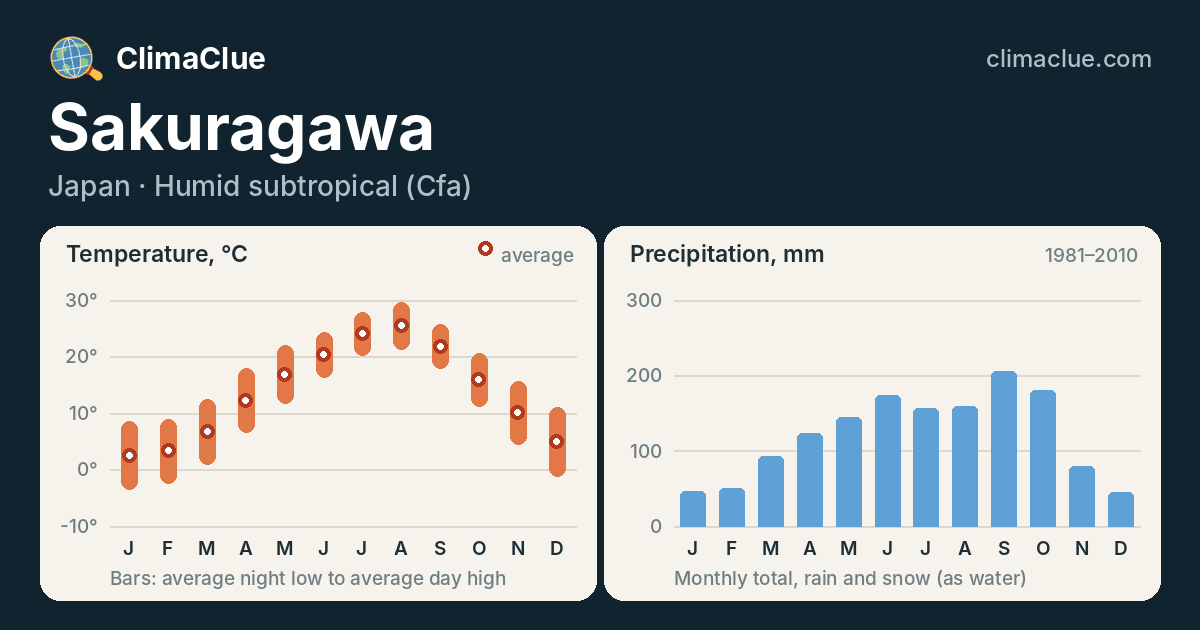 ClimaClue
climaclue.com
Sakuragawa
Japan · Humid subtropical (Cfa)
Temperature, °C
average
30°
20°
10°
0°
-10°
J F M A M J J A S O N D
Bars: average night low to average day high
Precipitation, mm
1981–2010
300
200
100
0
J F M A M J J A S O N D
Monthly total, rain and snow (as water)